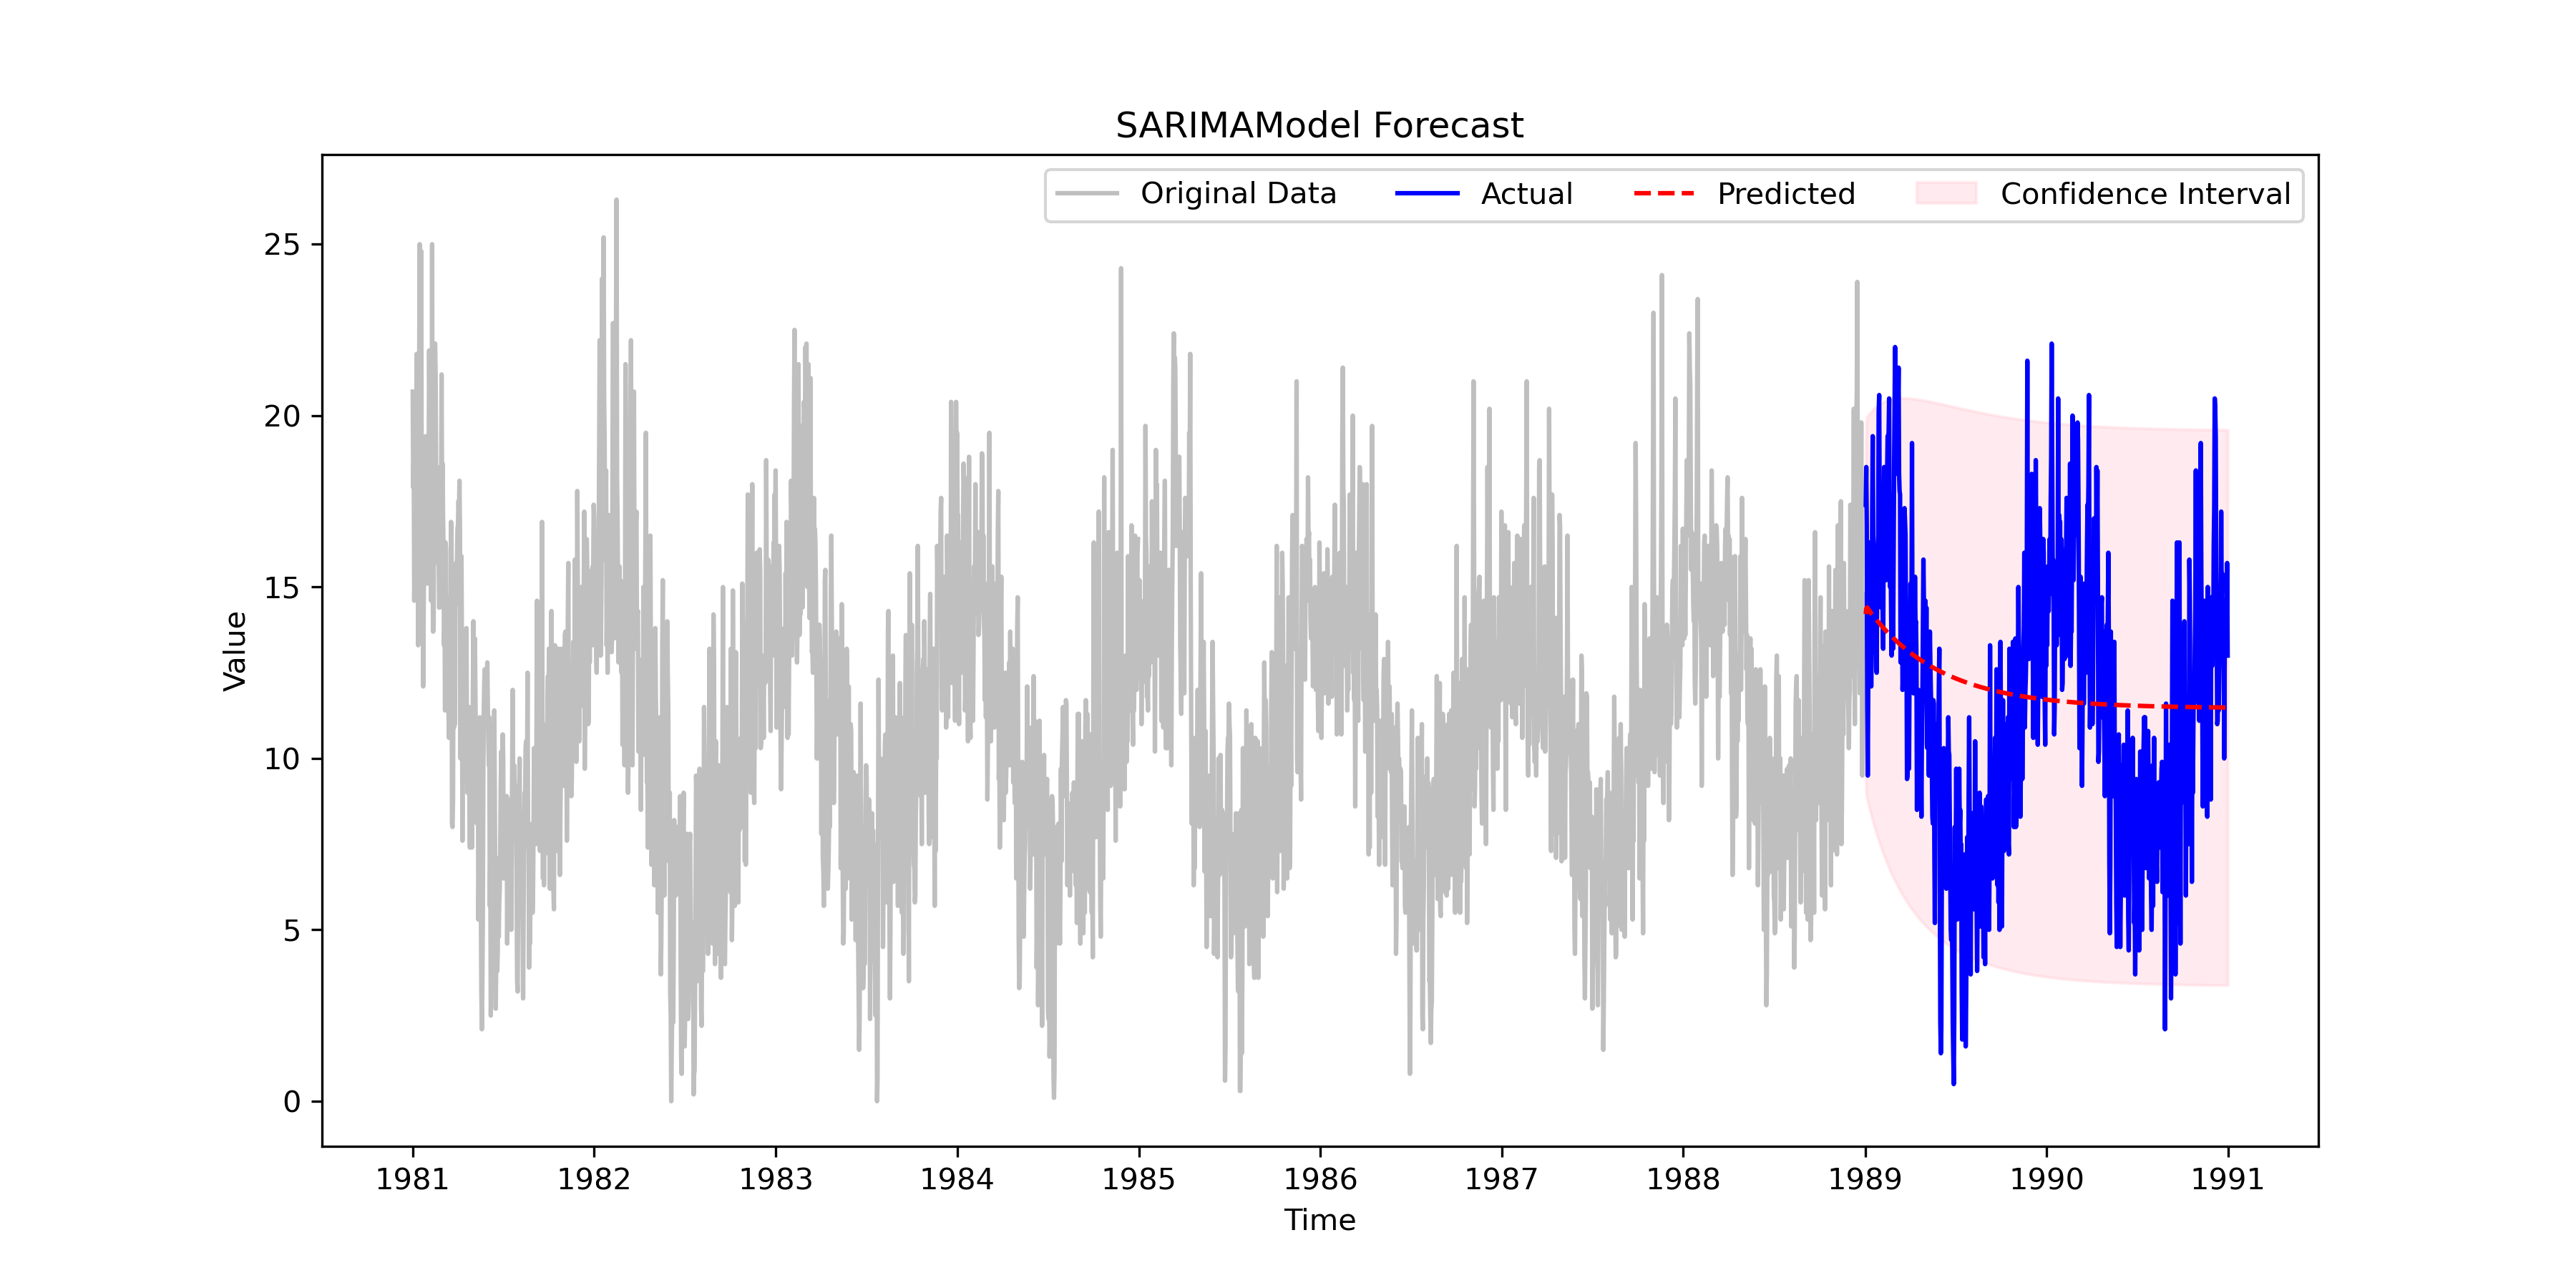 SARIMAModel Forecast
Original Data Actual Predicted Confidence Interval
25
20
15
10
5
0
Value
1981 1982 1983 1984 1985 1986 1987 1988 1989 1990 1991
Time